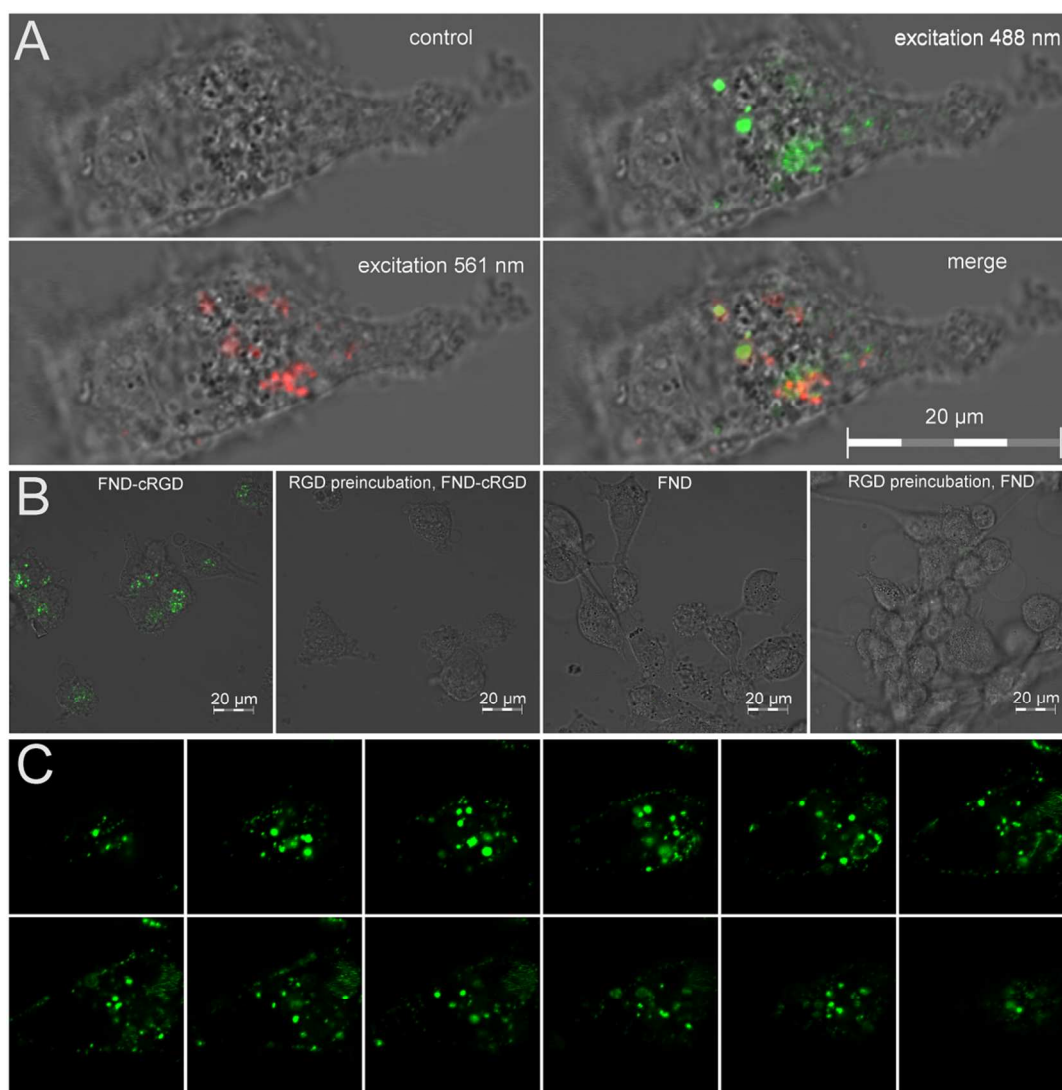 A
control
excitation 488 nm
excitation 561 nm
merge
20 µm
B
FND-cRGD
RGD preincubation, FND-cRGD
FND
RGD preincubation, FND
20 µm
20 µm
20 µm
20 µm
C